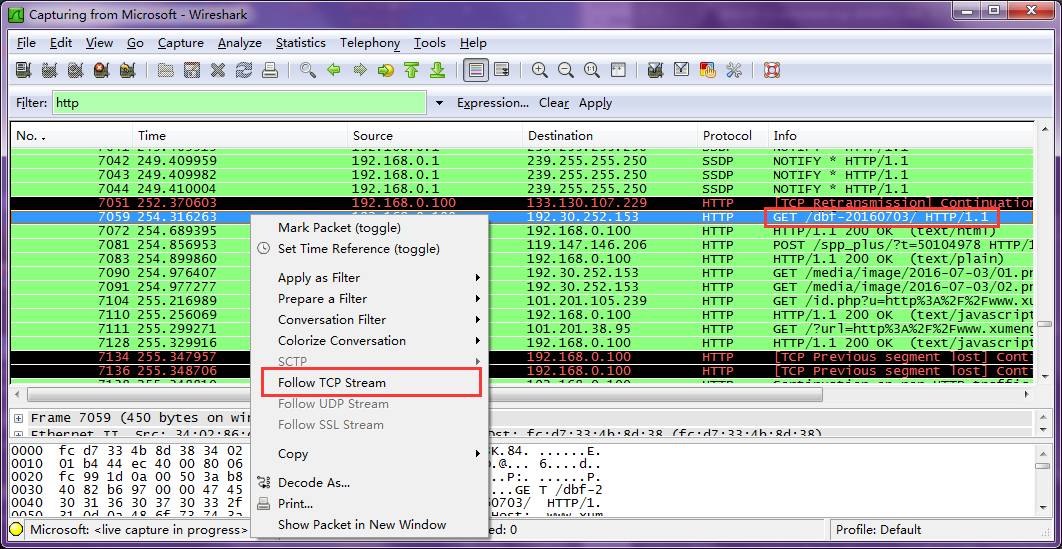 Capturing from Microsoft - Wireshark
File Edit View Go Capture Analyze Statistics Telephony Tools Help
Filter: http Expression... Clear Apply
No. . Time Source Destination Protocol Info
7042 249.409959 192.168.0.1 239.255.255.250 SSDP NOTIFY * HTTP/1.1
7043 249.409982 192.168.0.1 239.255.255.250 SSDP NOTIFY * HTTP/1.1
7044 249.410004 192.168.0.1 239.255.255.250 SSDP NOTIFY * HTTP/1.1
7051 252.370603 192.168.0.100 133.130.107.229 HTTP [TCP Retransmission] Continuation
7059 254.316263 192.30.252.153 HTTP GET /dbf-20160703/ HTTP/1.1
7072 254.689395 192.168.0.100 HTTP HTTP/1.1 200 OK (text/html)
7081 254.856953 119.147.146.206 HTTP POST /spp_plus/?t=50104978 HTTP/1
7083 254.899860 192.168.0.100 HTTP HTTP/1.1 200 OK (text/plain)
7090 254.976407 192.30.252.153 HTTP GET /media/image/2016-07-03/01.pr
7091 254.977277 192.30.252.153 HTTP GET /media/image/2016-07-03/02.pr
7104 255.216989 101.201.105.239 HTTP GET /id.php?u=http%3A%2F%2Fwww.xu
7110 255.256069 192.168.0.100 HTTP HTTP/1.1 200 OK (text/javascript
7111 255.299271 101.201.38.95 HTTP GET /?url=http%3A%2F%2Fwww.xumeng
7128 255.329916 192.168.0.100 HTTP HTTP/1.1 200 OK (text/javascript
7134 255.347957 192.168.0.100 HTTP [TCP Previous segment lost] Conti
7136 255.348706 192.168.0.100 HTTP [TCP Previous segment lost] Conti
Mark Packet (toggle)
Set Time Reference (toggle)
Apply as Filter
Prepare a Filter
Conversation Filter
Colorize Conversation
SCTP
Follow TCP Stream
Follow UDP Stream
Follow SSL Stream
Copy
Decode As...
Print...
Show Packet in New Window
Frame 7059 (450 bytes on wir
Ethernet II, Src: 34:02:86: Dst: fc:d7:33:4b:8d:38 (fc:d7:33:4b:8d:38)
0000 fc d7 33 4b 8d 38 34 02 K.84. ......E.
0010 01 b4 44 ec 40 00 80 06 .@... 6....d..
0020 fc 99 1d 0a 00 50 3a b8 ..P:. ......P.
0030 40 82 b6 97 00 00 47 45 ...GE T /dbf-2
0040 30 31 36 30 37 30 33 2f 0703/ HTTP/1.
0050 31 0d 0a 48 6f 73 74 3a Host: www.xum
Microsoft: <live capture in progress> ed: 0 Profile: Default